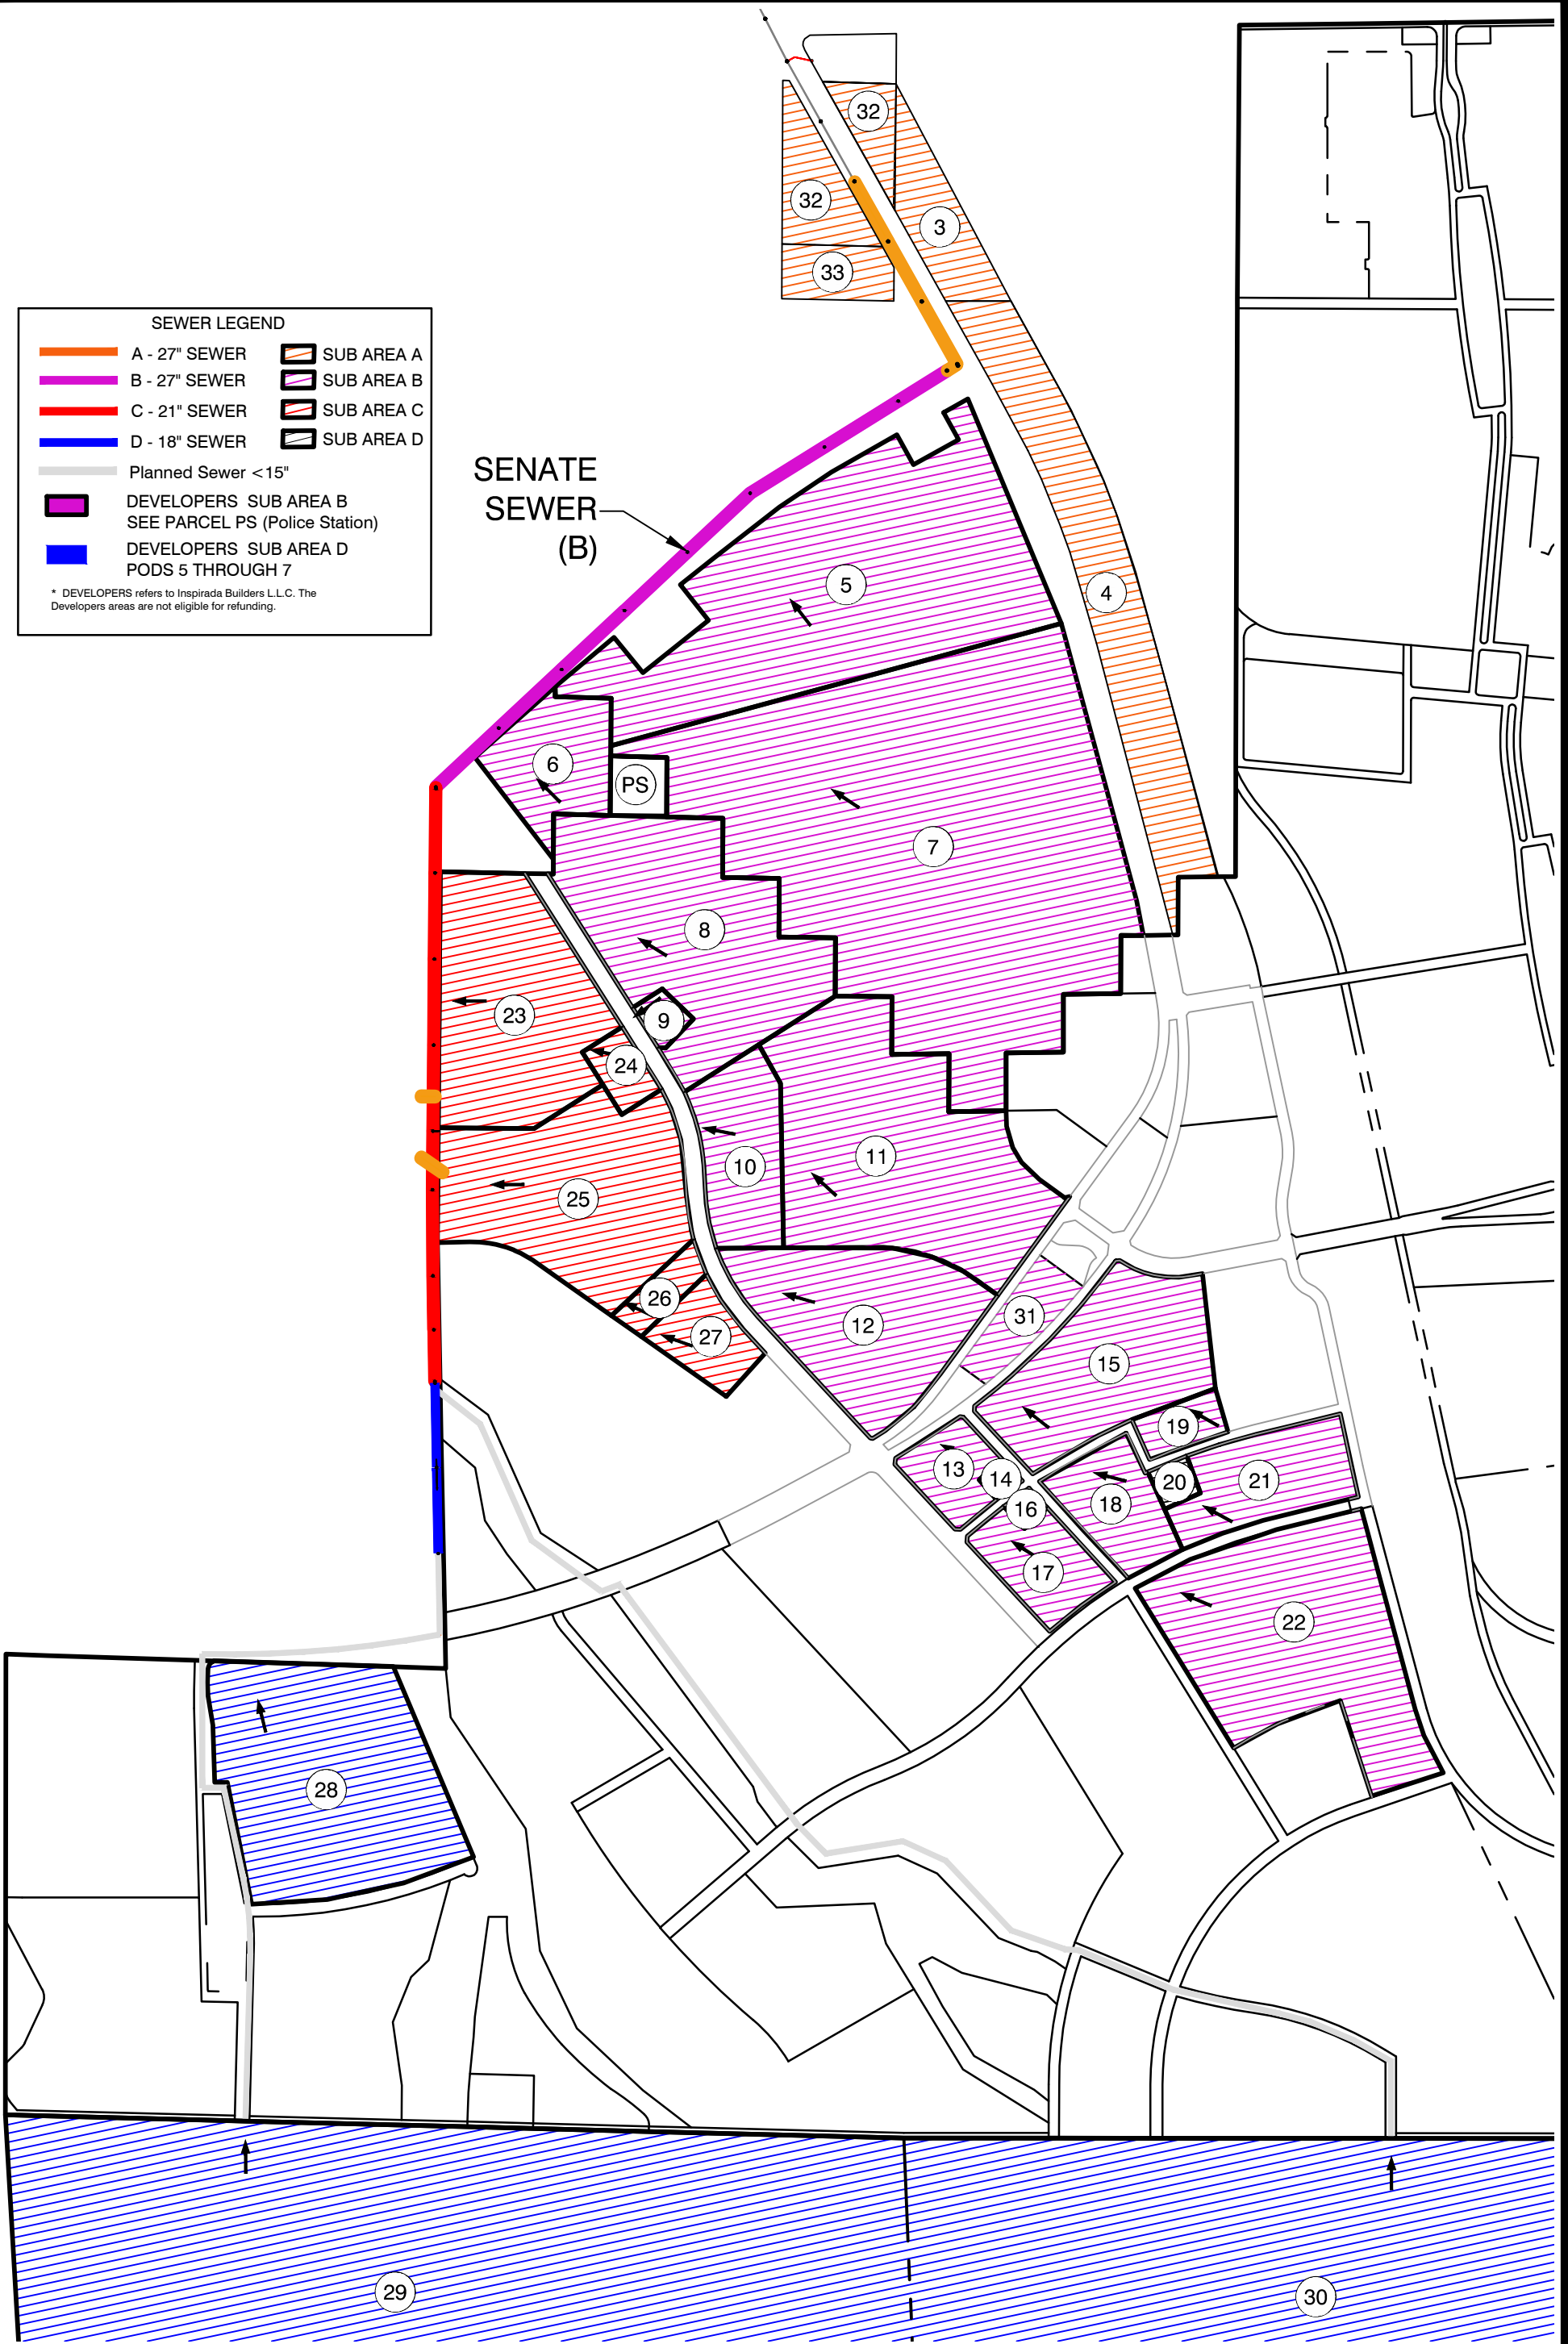 32
32
3
33
SEWER LEGEND
A - 27" SEWER
SUB AREA A
B - 27" SEWER
SUB AREA B
C - 21" SEWER
SUB AREA C
D - 18" SEWER
SUB AREA D
Planned Sewer <15"
DEVELOPERS SUB AREA B
SEE PARCEL PS (Police Station)
DEVELOPERS SUB AREA D
PODS 5 THROUGH 7
* DEVELOPERS refers to Inspirada Builders L.L.C. The
Developers areas are not eligible for refunding.
SENATE
SEWER
(B)
5
4
6
PS
7
8
23
9
24
10
11
25
26
27
12
31
15
19
13
14
20
21
16
18
17
22
28
29
30